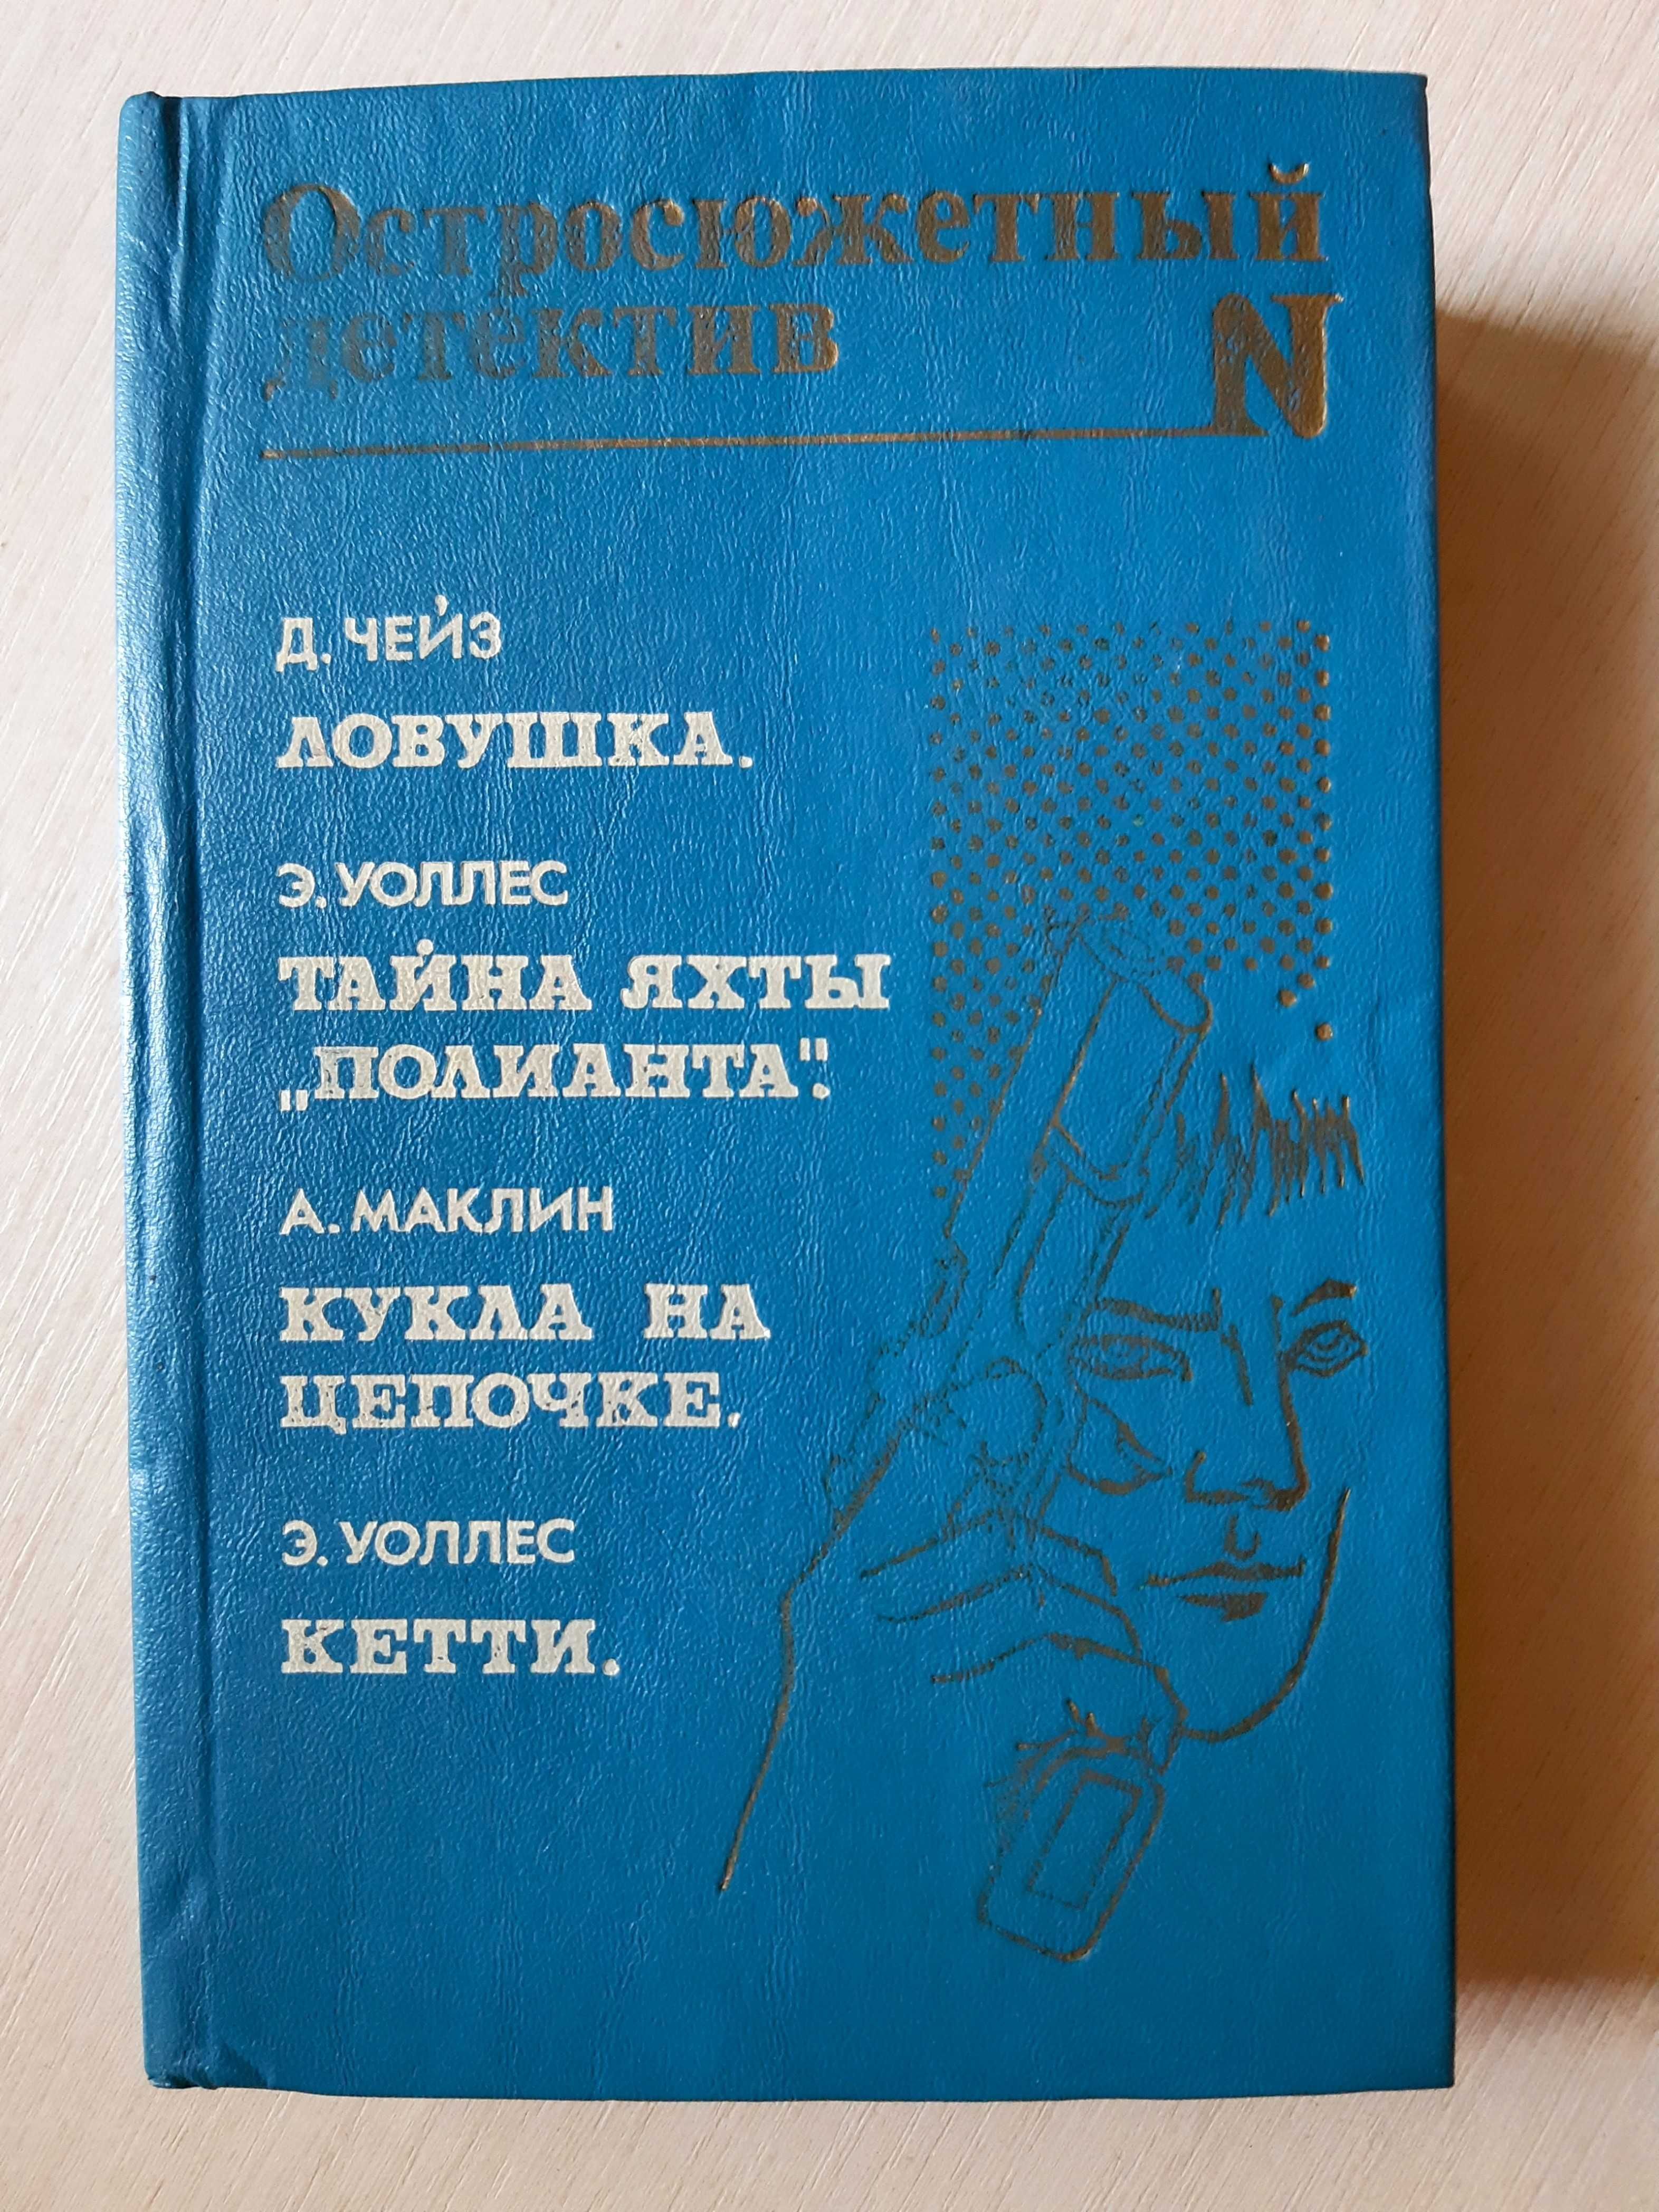 Остросюжетный
детектив N
Д. ЧЕЙЗ
ЛОВУШКА.
Э. УОЛЛЕС
ТАЙНА ЯХТЫ
„ПОЛИАНТА".
А. МАКЛИН
КУКЛА НА
ЦЕПОЧКЕ.
Э. УОЛЛЕС
КЕТТИ.